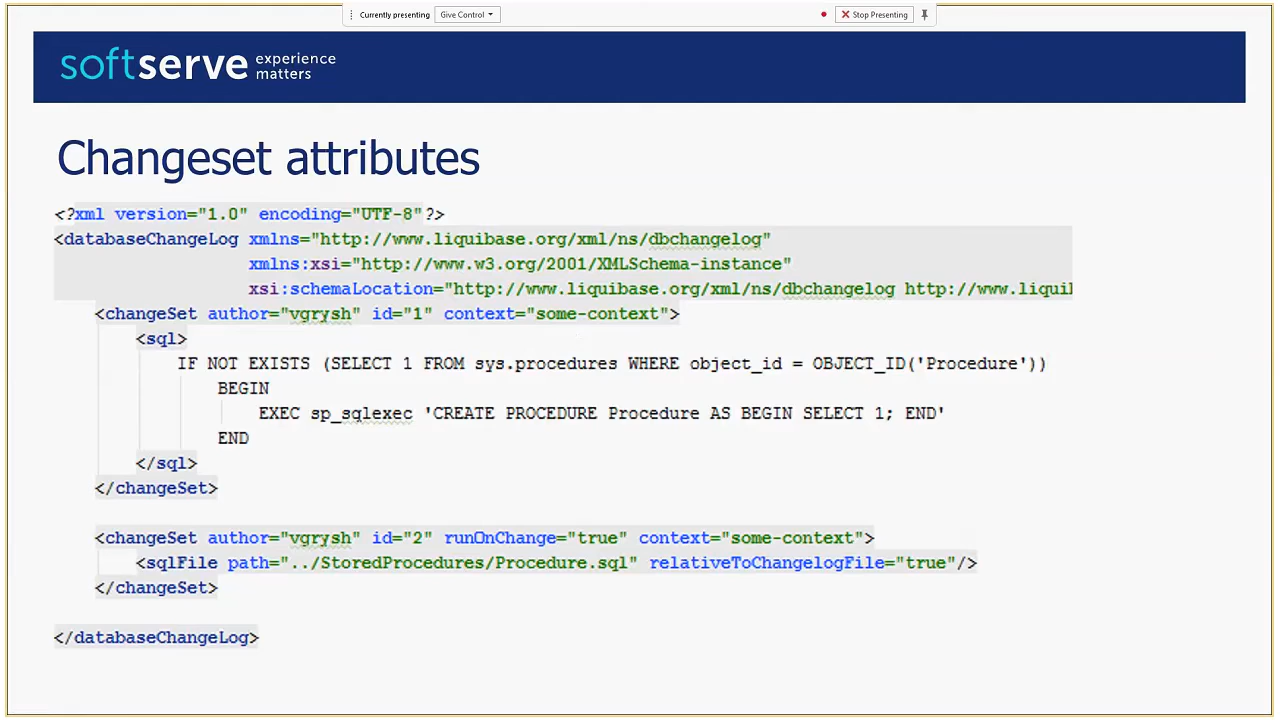 Currently presenting Give Control Stop Presenting
softserve experience matters
Changeset attributes
<?xml version="1.0" encoding="UTF-8"?>
<databaseChangeLog xmlns="http://www.liquibase.org/xml/ns/dbchangelog"
xmlns:xsi="http://www.w3.org/2001/XMLSchema-instance"
xsi:schemaLocation="http://www.liquibase.org/xml/ns/dbchangelog http://www.liquil
<changeSet author="vgrysh" id="1" context="some-context">
<sql>
IF NOT EXISTS (SELECT 1 FROM sys.procedures WHERE object_id = OBJECT_ID('Procedure'))
BEGIN
EXEC sp_sqlexec 'CREATE PROCEDURE Procedure AS BEGIN SELECT 1; END'
END
</sql>
</changeSet>
<changeSet author="vgrysh" id="2" runOnChange="true" context="some-context">
<sqlFile path="../StoredProcedures/Procedure.sql" relativeToChangelogFile="true"/>
</changeSet>
</databaseChangeLog>